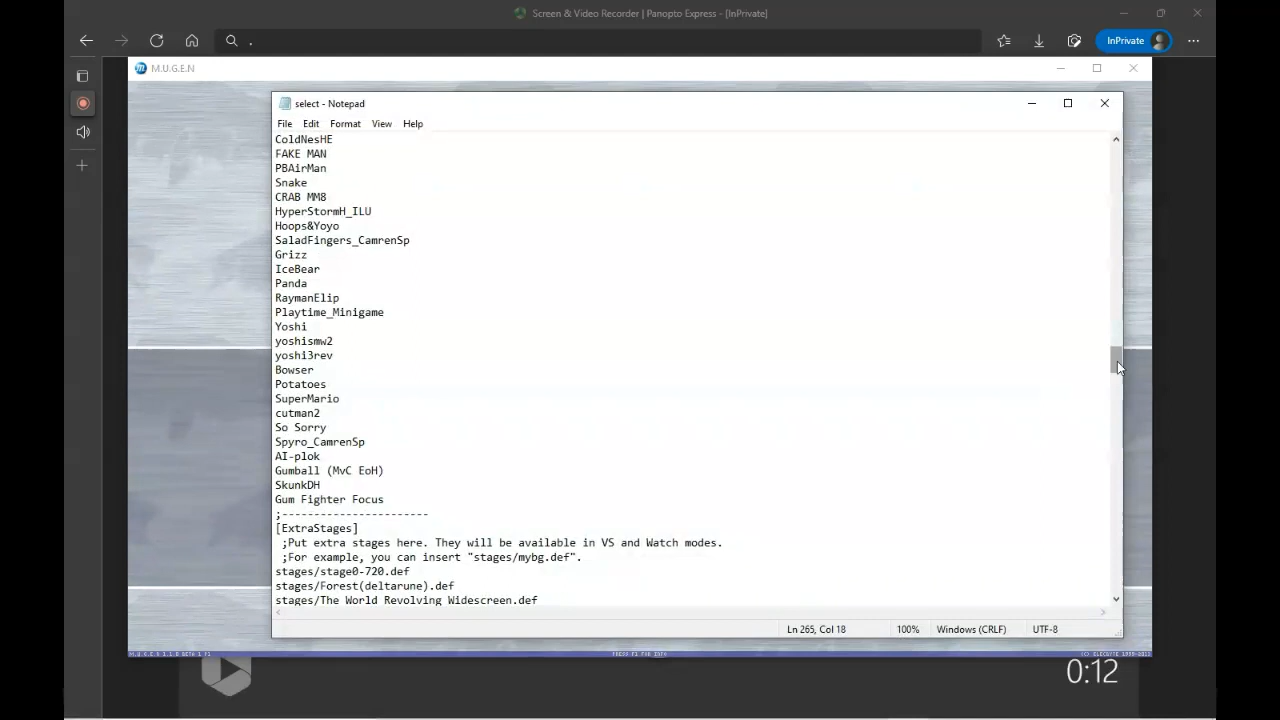 Screen & Video Recorder | Panopto Express - [InPrivate]
.
InPrivate
M.U.G.E.N
select - Notepad
File Edit Format View Help
ColdNesHE
FAKE MAN
PBAirMan
Snake
CRAB MM8
HyperStormH_ILU
Hoops&Yoyo
SaladFingers_CamrenSp
Grizz
IceBear
Panda
RaymanElip
Playtime_Minigame
Yoshi
yoshismw2
yoshi3rev
Bowser
Potatoes
SuperMario
cutman2
So Sorry
Spyro_CamrenSp
AI-plok
Gumball (MvC EoH)
SkunkDH
Gum Fighter Focus
;-----------------------
[ExtraStages]
;Put extra stages here. They will be available in VS and Watch modes.
;For example, you can insert "stages/mybg.def".
stages/stage0-720.def
stages/Forest(deltarune).def
stages/The World Revolving Widescreen.def
Ln 265, Col 18 100% Windows (CRLF) UTF-8
PRESS F1 FOR INFO
0:12